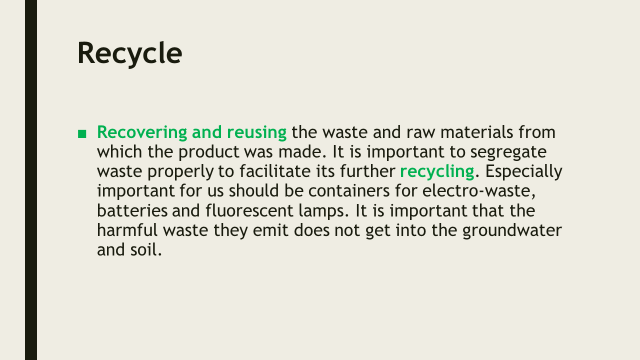 Recycle
Recovering and reusing the waste and raw materials from
which the product was made. It is important to segregate
waste properly to facilitate its further recycling. Especially
important for us should be containers for electro-waste,
batteries and fluorescent lamps. It is important that the
harmful waste they emit does not get into the groundwater
and soil.